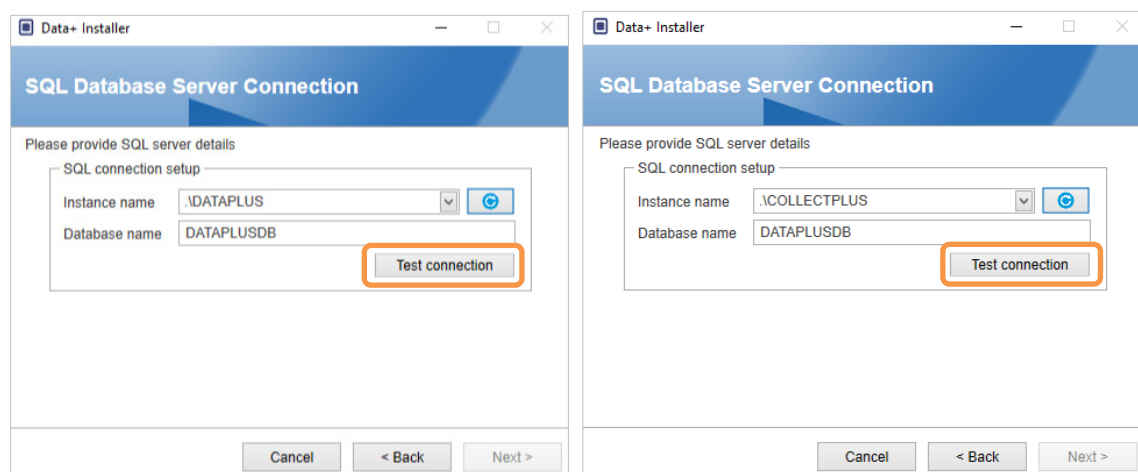 Data+ Installer
SQL Database Server Connection
Please provide SQL server details
SQL connection setup
Instance name .\DATAPLUS
Database name DATAPLUSDB
Test connection
Cancel < Back Next >
Data+ Installer
SQL Database Server Connection
Please provide SQL server details
SQL connection setup
Instance name .\COLLECTPLUS
Database name DATAPLUSDB
Test connection
Cancel < Back Next >